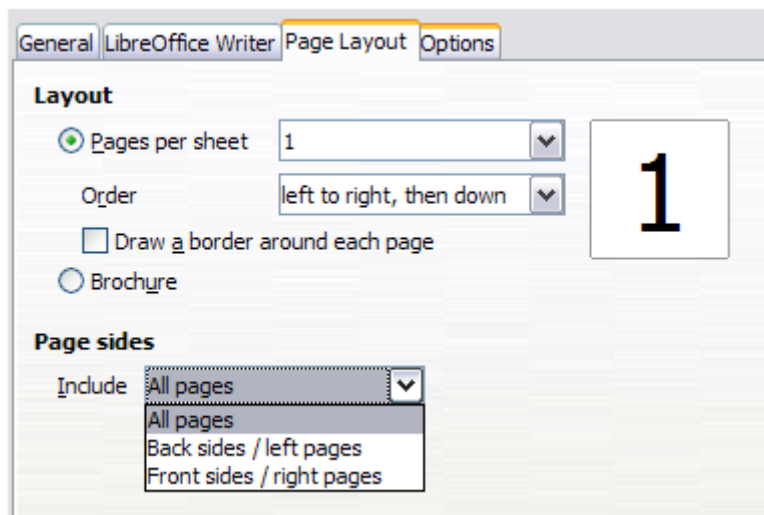 General LibreOffice Writer Page Layout Options
Layout
Pages per sheet 1
1
Order left to right, then down
Draw a border around each page
Brochure
Page sides
Include All pages
All pages
Back sides / left pages
Front sides / right pages